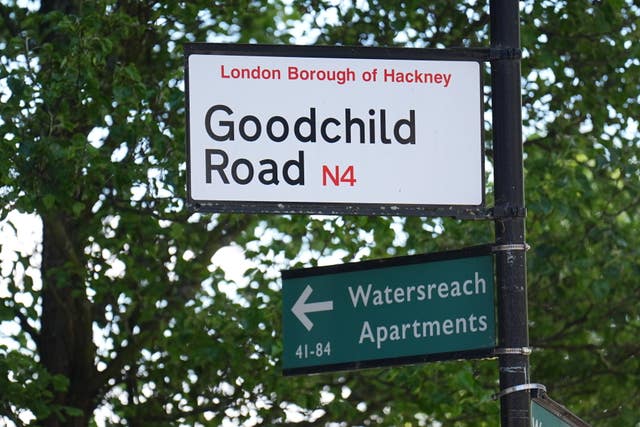 London Borough of Hackney
Goodchild
Road N4
Watersreach
Apartments
41-84